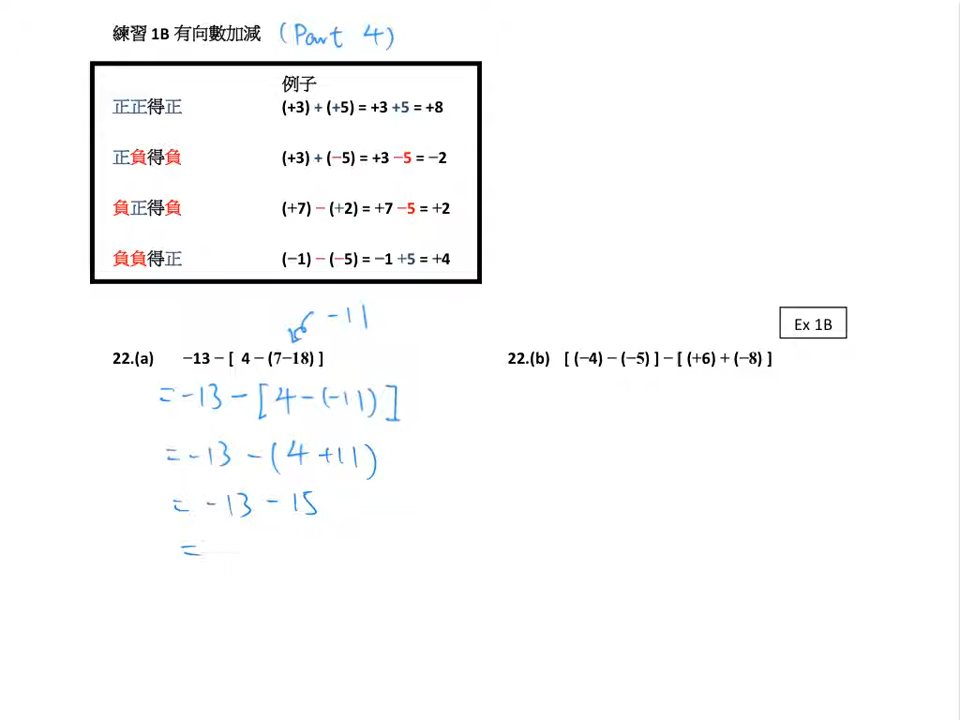 練習 1B 有向數加減 (Part 4)
例子
正正得正 (+3) + (+5) = +3 +5 = +8
正負得負 (+3) + (−5) = +3 −5 = −2
負正得負 (+7) − (+2) = +7 −5 = +2
負負得正 (−1) − (−5) = −1 +5 = +4
-11
Ex 1B
22.(a) −13 − [ 4 − (7−18) ]
= -13 - [4 - (-11)]
= -13 - (4 + 11)
= -13 - 15
=
22.(b) [ (−4) − (−5) ] − [ (+6) + (−8) ]